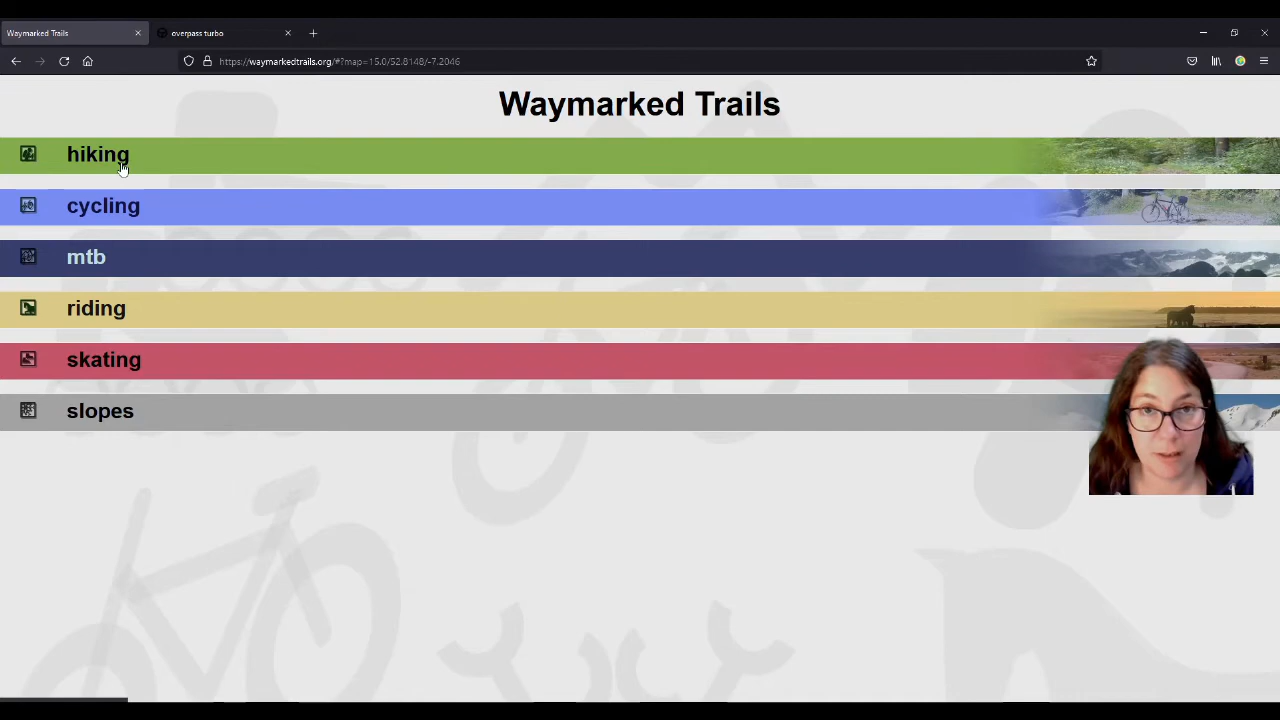 Waymarked Trails
overpass turbo
https://waymarkedtrails.org/#?map=15.0/52.8148/-7.2046
Waymarked Trails
hiking
cycling
mtb
riding
skating
slopes